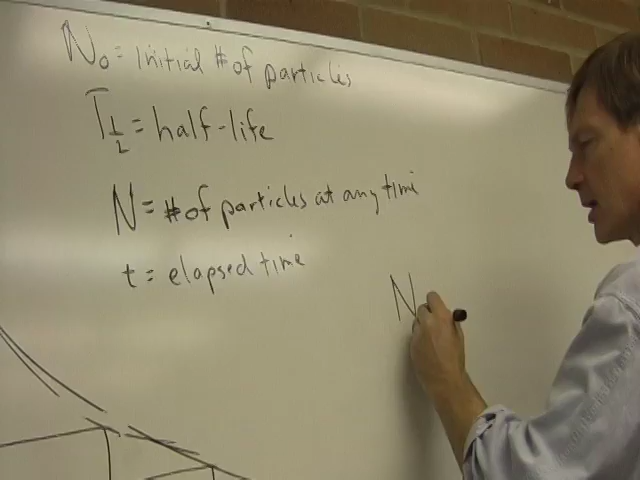 N₀ = Initial # of particles
T½ = half-life
N = # of particles at any time
t = elapsed time
N